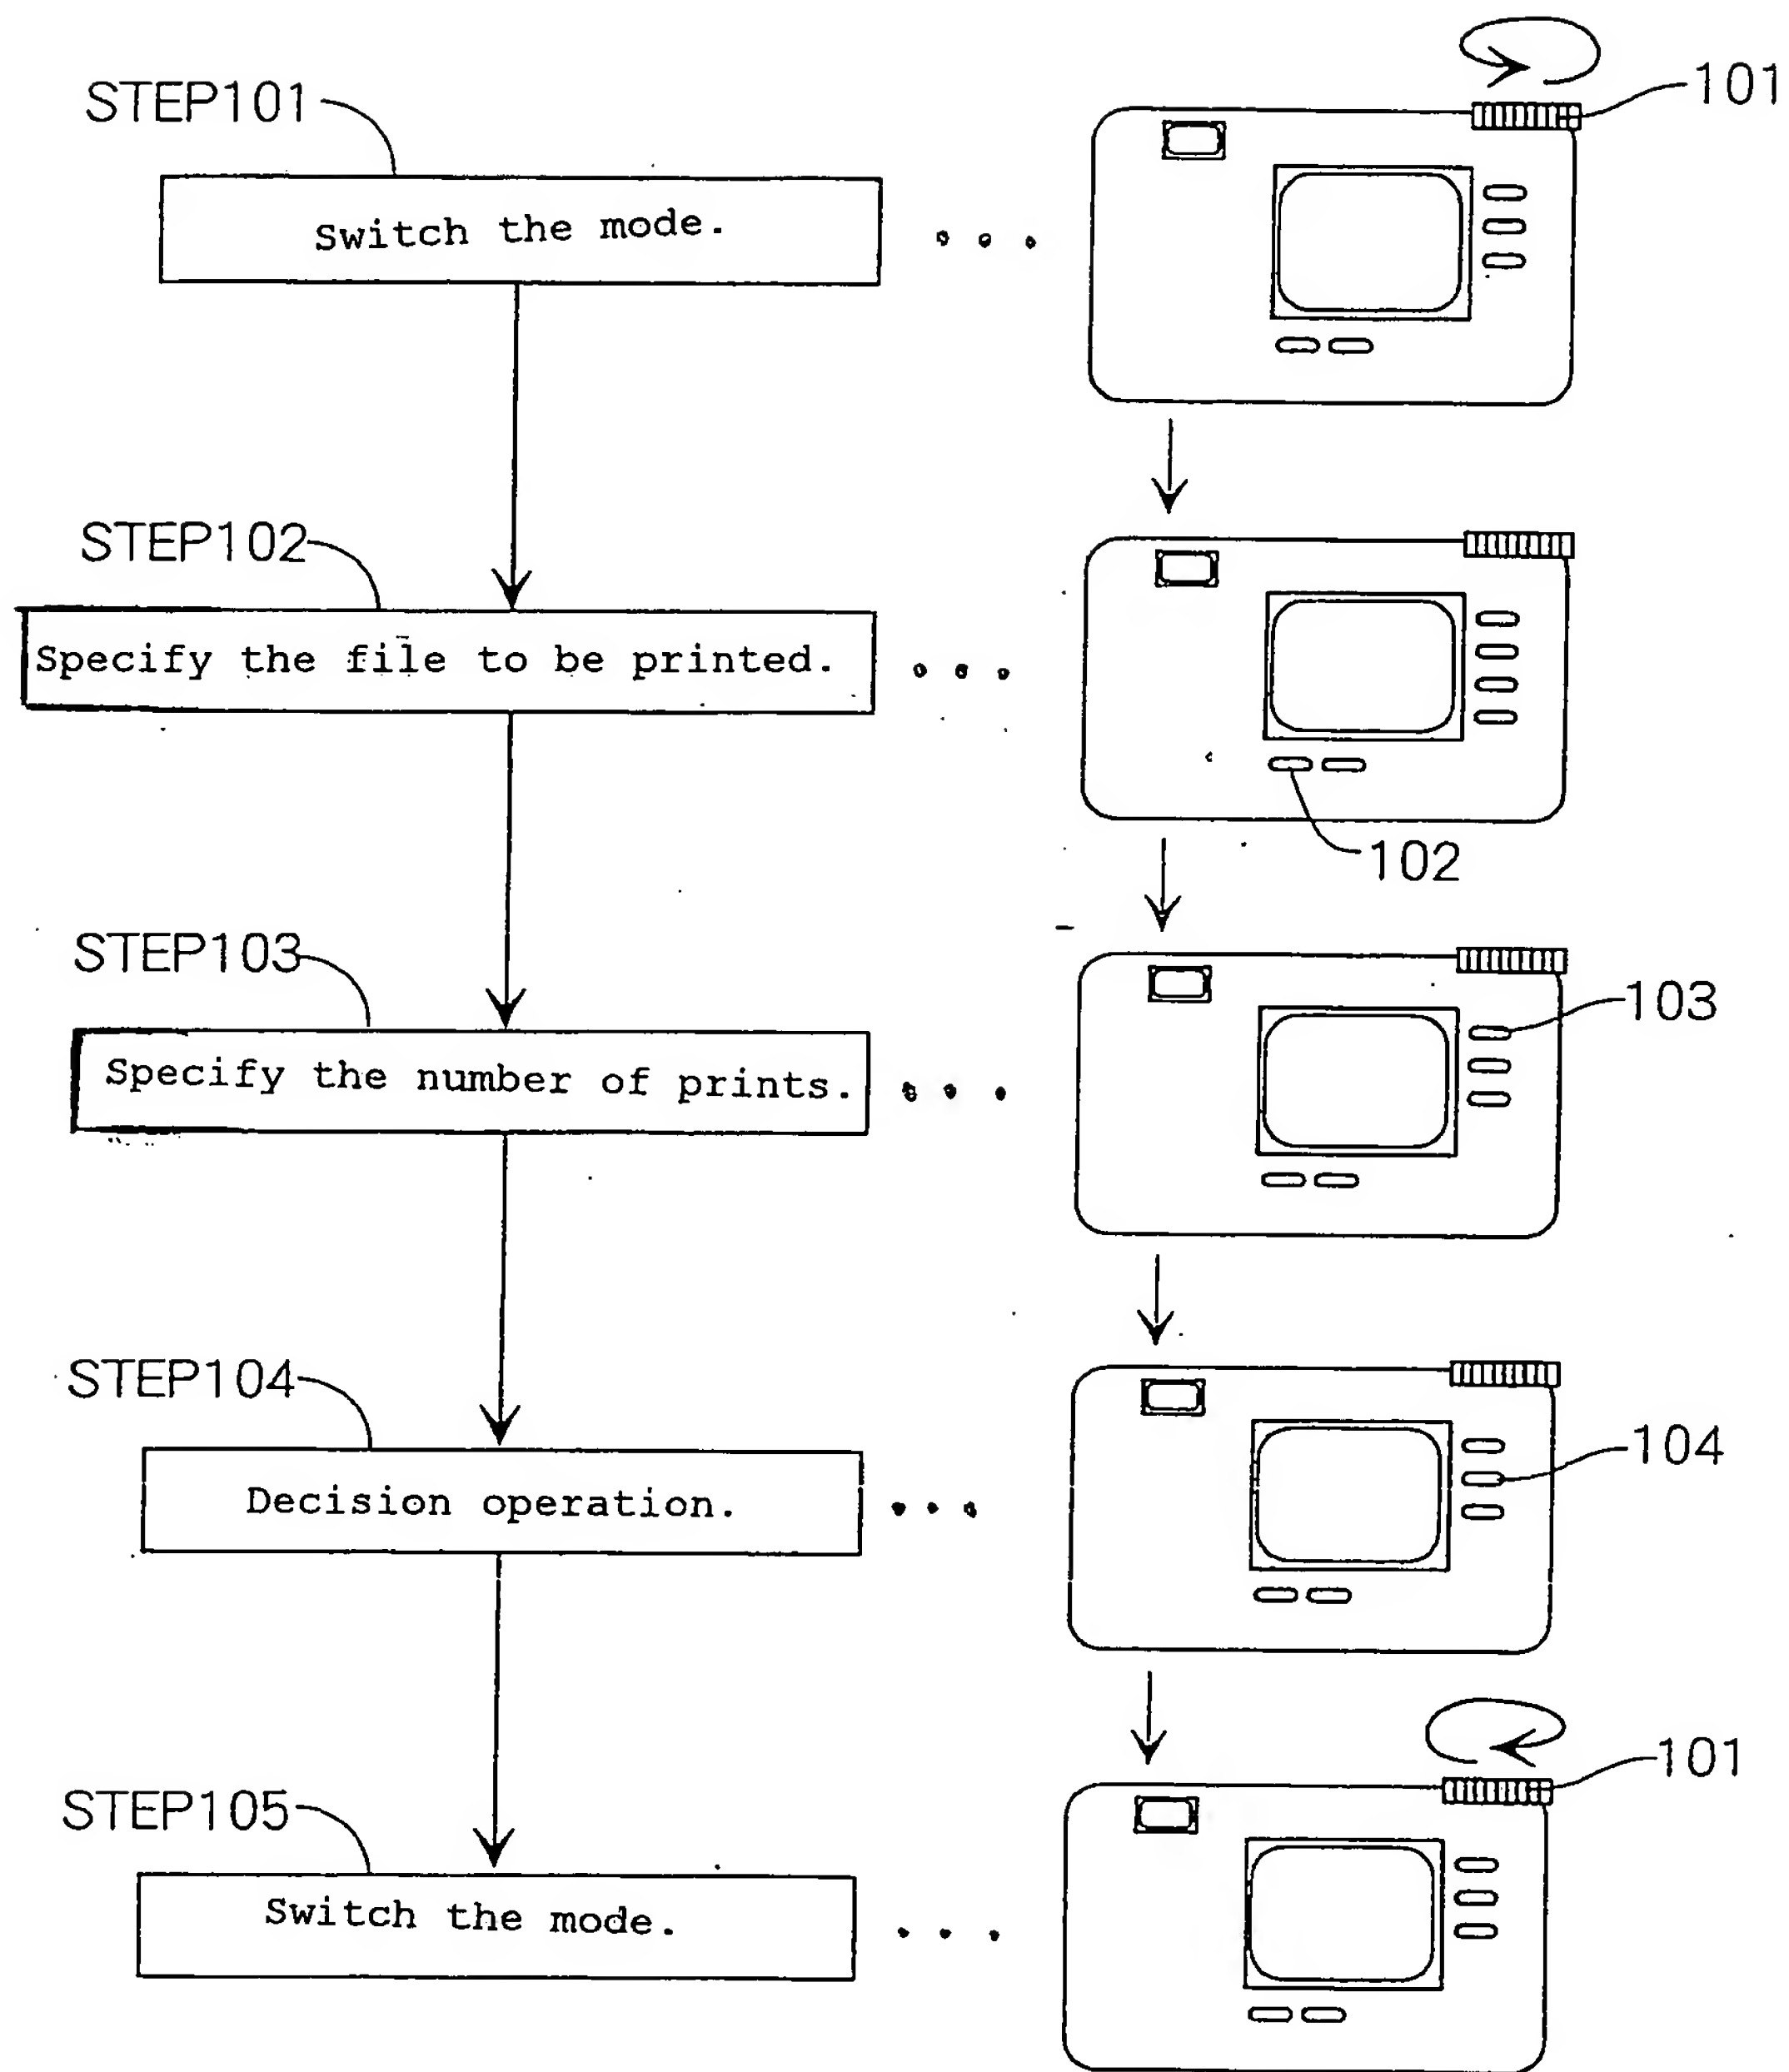 STEP101
101
Switch the mode.
STEP102
Specify the file to be printed.
102
STEP103
103
Specify the number of prints.
STEP104
104
Decision operation.
101
STEP105
Switch the mode.